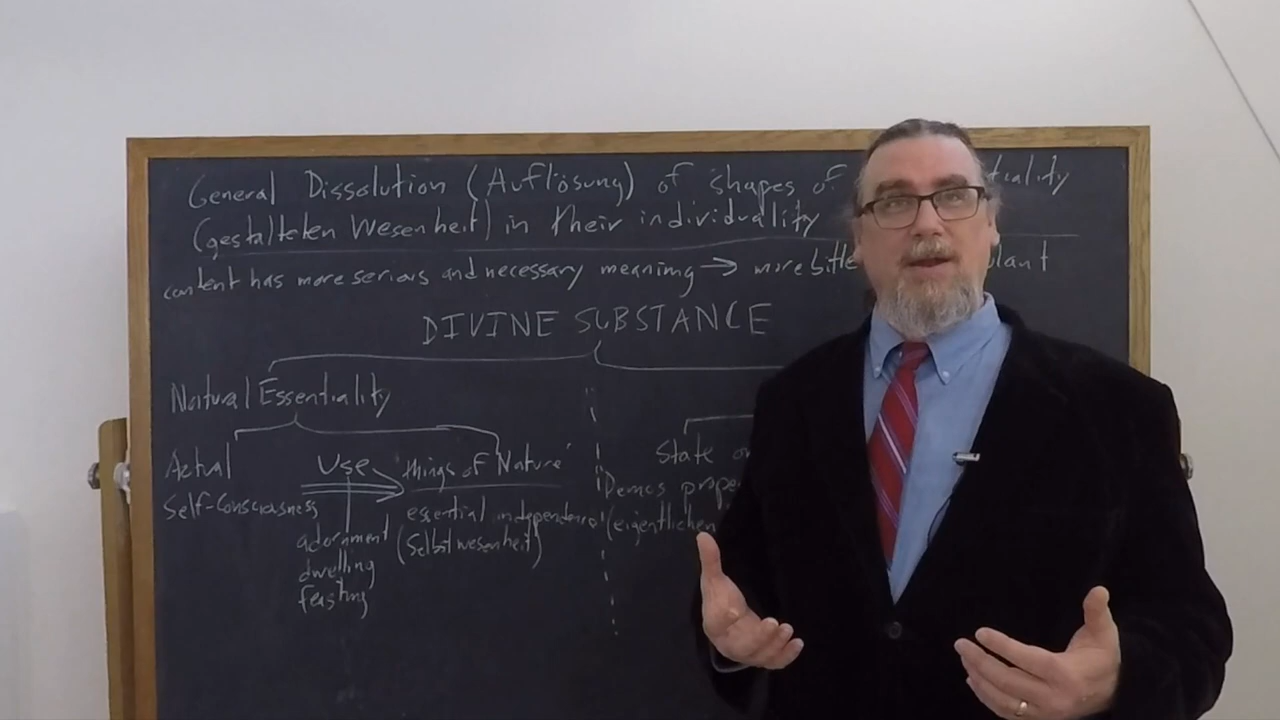 General Dissolution (Auflösung) of shapes of
(gestalteten Wesenheit) in their individuality
content has more serious and necessary meaning → more
DIVINE SUBSTANCE
Natural Essentiality
Actual
Self-Consciousness
Use
adornment
dwelling
feasting
things of Nature
essential independence
(Selbstwesenheit)
State
Demos
(eigentlichen